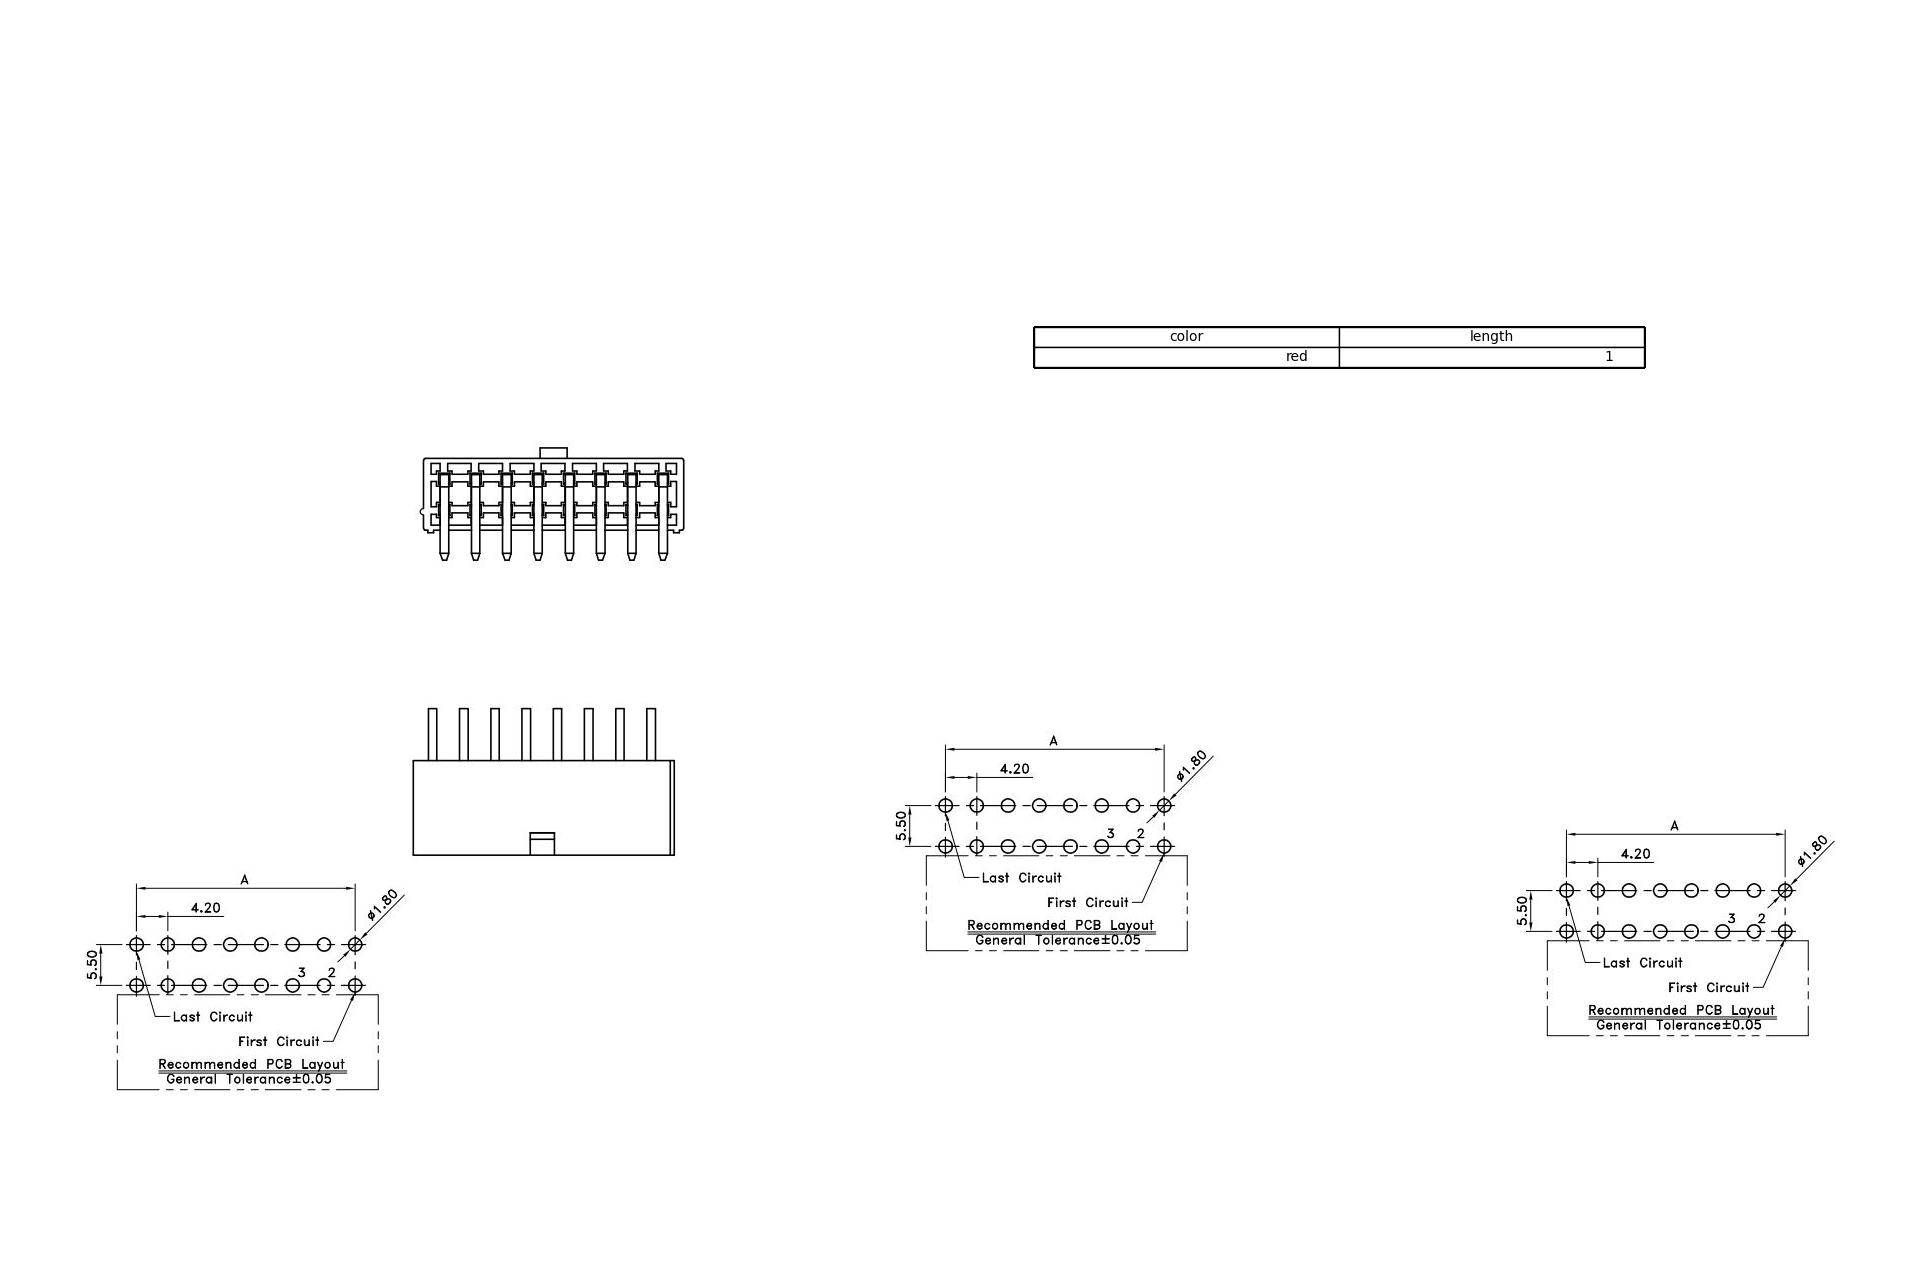 color length
red 1
A
4.20
ø1.80
5.50
3 2
Last Circuit
First Circuit
Recommended PCB Layout
General Tolerance±0.05
A
4.20
ø1.80
5.50
3 2
Last Circuit
First Circuit
Recommended PCB Layout
General Tolerance±0.05
A
4.20
ø1.80
5.50
3 2
Last Circuit
First Circuit
Recommended PCB Layout
General Tolerance±0.05